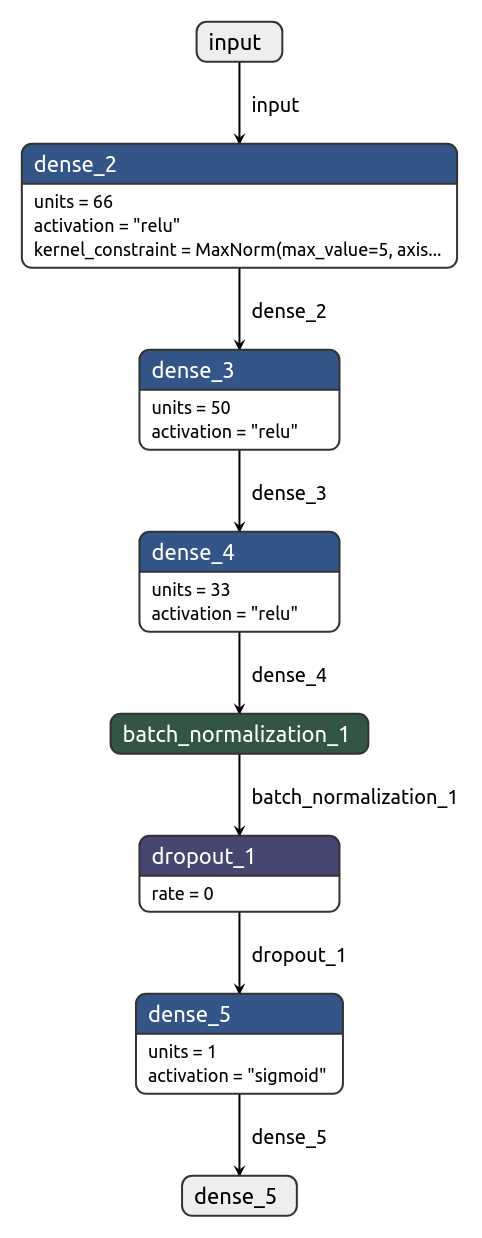 input
input
dense_2
units = 66
activation = "relu"
kernel_constraint = MaxNorm(max_value=5, axis...
dense_2
dense_3
units = 50
activation = "relu"
dense_3
dense_4
units = 33
activation = "relu"
dense_4
batch_normalization_1
batch_normalization_1
dropout_1
rate = 0
dropout_1
dense_5
units = 1
activation = "sigmoid"
dense_5
dense_5